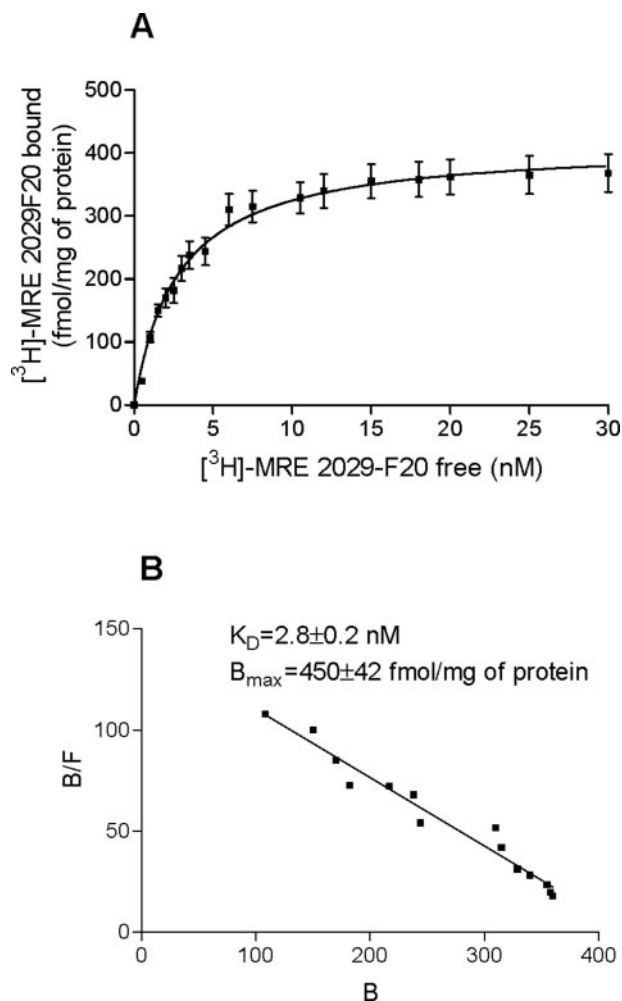 A
[³H]-MRE 2029F20 bound
(fmol/mg of protein)
500
400
300
200
100
0
0 5 10 15 20 25 30
[³H]-MRE 2029-F20 free (nM)
B
K_D=2.8±0.2 nM
B_max=450±42 fmol/mg of protein
B/F
150
100
50
0
0 100 200 300 400
B